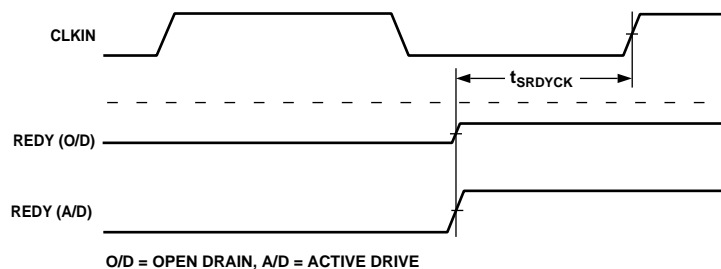 CLKIN
tSRDYCK
REDY (O/D)
REDY (A/D)
O/D = OPEN DRAIN, A/D = ACTIVE DRIVE